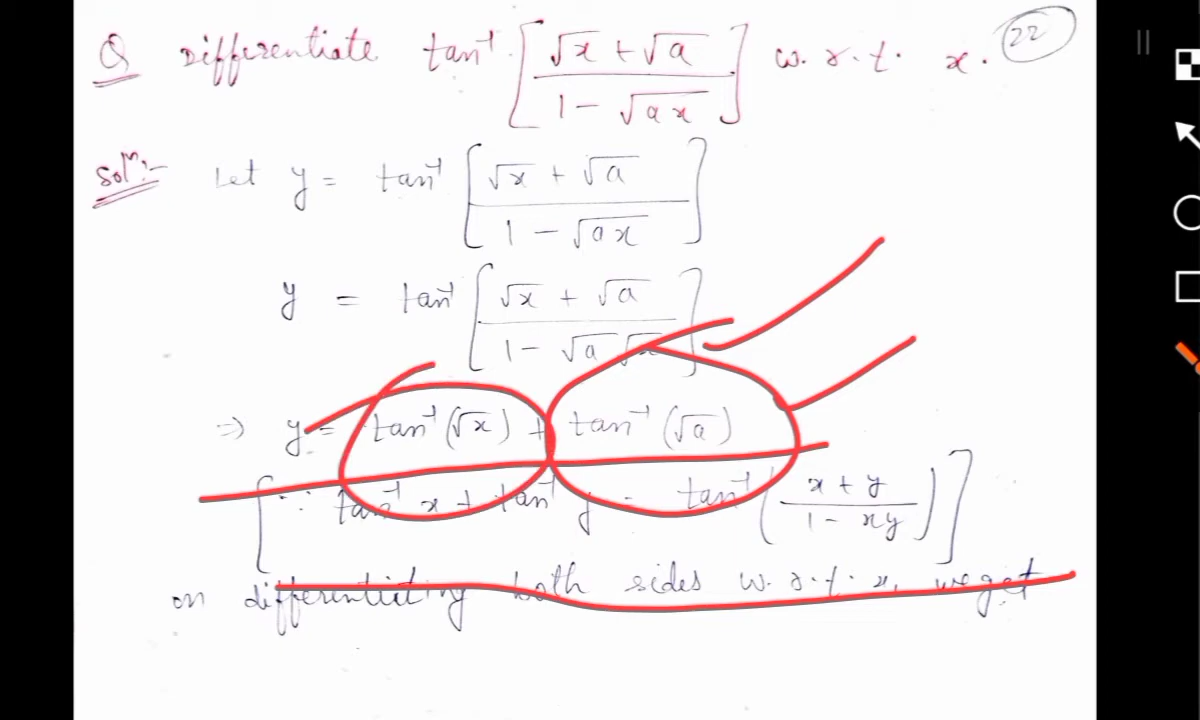 Q Differentiate tan⁻¹ [ (√x + √a) / (1 - √ax) ] w.r.t. x. 22
Solⁿ:- Let y = tan⁻¹ [ (√x + √a) / (1 - √ax) ]
y = tan⁻¹ [ (√x + √a) / (1 - √a √x) ]
⇒ y = tan⁻¹(√x) + tan⁻¹(√a)
[∵ tan⁻¹ x + tan⁻¹ y = tan⁻¹ ( (x + y) / (1 - xy) )]
on differentiating both sides w.r.t. x, we get